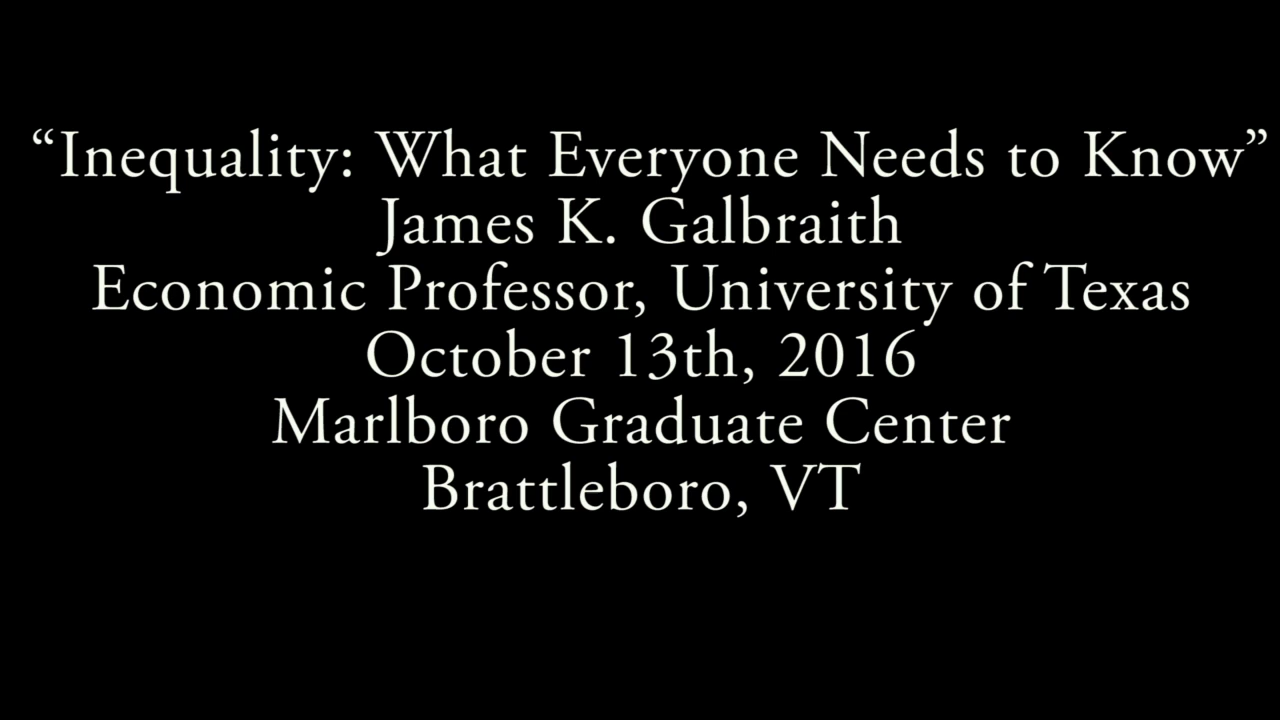 “Inequality: What Everyone Needs to Know”
James K. Galbraith
Economic Professor, University of Texas
October 13th, 2016
Marlboro Graduate Center
Brattleboro, VT